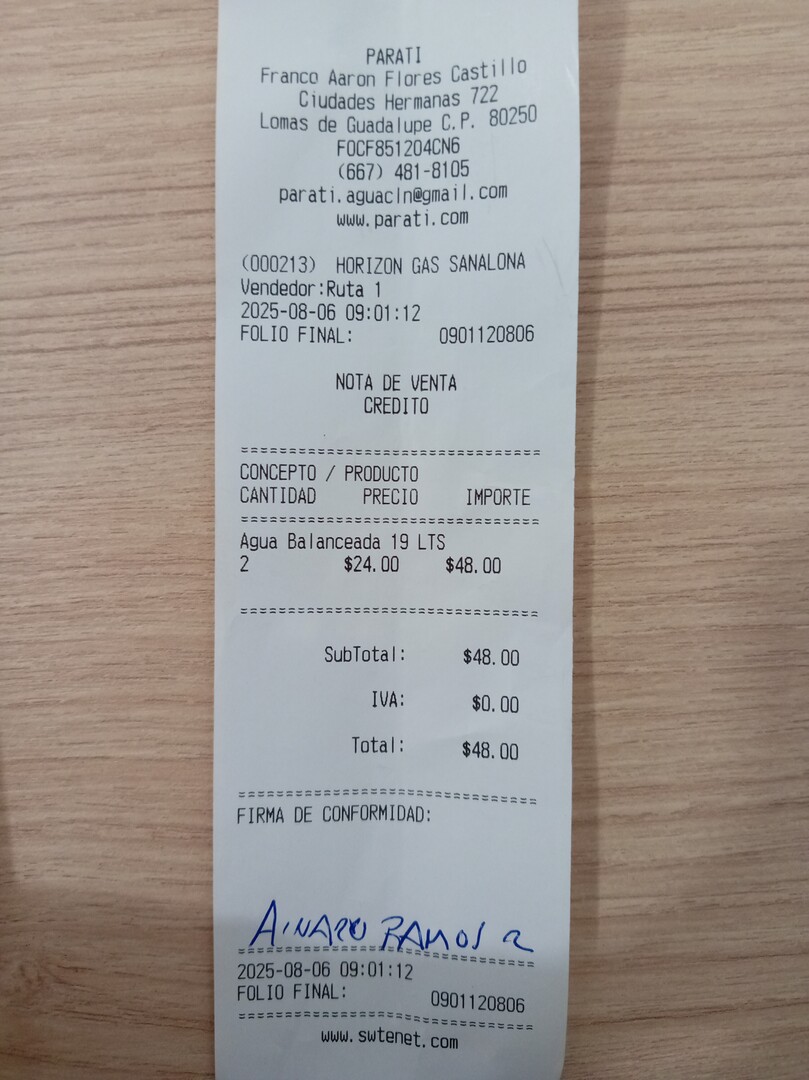 PARATI
Franco Aaron Flores Castillo
Ciudades Hermanas 722
Lomas de Guadalupe C.P. 80250
FOCF851204CN6
(667) 481-8105
parati.aguacln@gmail.com
www.parati.com
(000213) HORIZON GAS SANALONA
Vendedor:Ruta 1
2025-08-06 09:01:12
FOLIO FINAL: 0901120806
NOTA DE VENTA
CREDITO
===============================
CONCEPTO / PRODUCTO
CANTIDAD PRECIO IMPORTE
===============================
Agua Balanceada 19 LTS
2 $24.00 $48.00
===============================
SubTotal: $48.00
IVA: $0.00
Total: $48.00
===============================
FIRMA DE CONFORMIDAD:
RAMOS
===============================
2025-08-06 09:01:12
FOLIO FINAL: 0901120806
===============================
www.swtenet.com